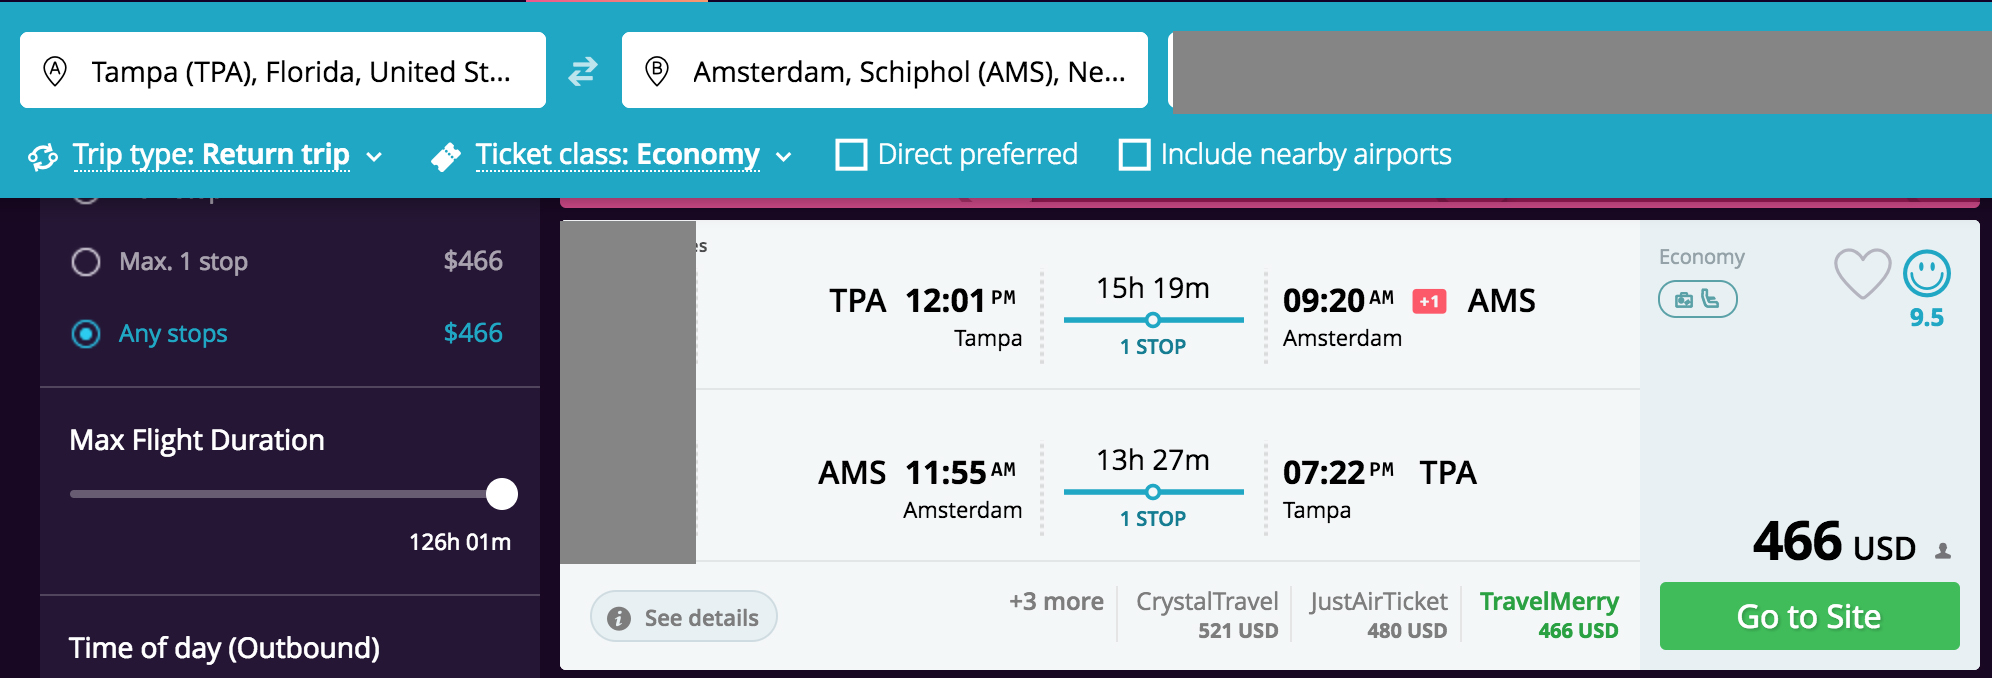 A Tampa (TPA), Florida, United St...
B Amsterdam, Schiphol (AMS), Ne...
Trip type: Return trip
Ticket class: Economy
Direct preferred
Include nearby airports
Max. 1 stop $466
Any stops $466
Max Flight Duration
126h 01m
Time of day (Outbound)
TPA 12:01 PM
Tampa
15h 19m
1 STOP
09:20 AM +1 AMS
Amsterdam
AMS 11:55 AM
Amsterdam
13h 27m
1 STOP
07:22 PM TPA
Tampa
See details
+3 more
CrystalTravel
521 USD
JustAirTicket
480 USD
TravelMerry
466 USD
Economy
9.5
466 USD
Go to Site